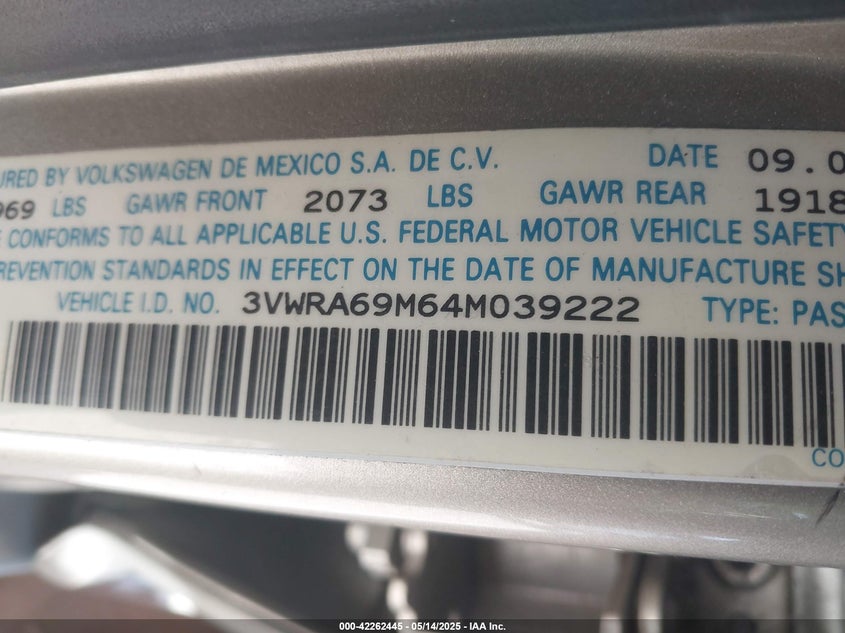 URED BY VOLKSWAGEN DE MEXICO S.A. DE C.V. DATE 09.0
969 LBS GAWR FRONT 2073 LBS GAWR REAR 1918
E CONFORMS TO ALL APPLICABLE U.S. FEDERAL MOTOR VEHICLE SAFETY
REVENTION STANDARDS IN EFFECT ON THE DATE OF MANUFACTURE SH
VEHICLE I.D. NO. 3VWRA69M64M039222 TYPE: PAS
CO
000-42262445 - 05/14/2025 - IAA Inc.